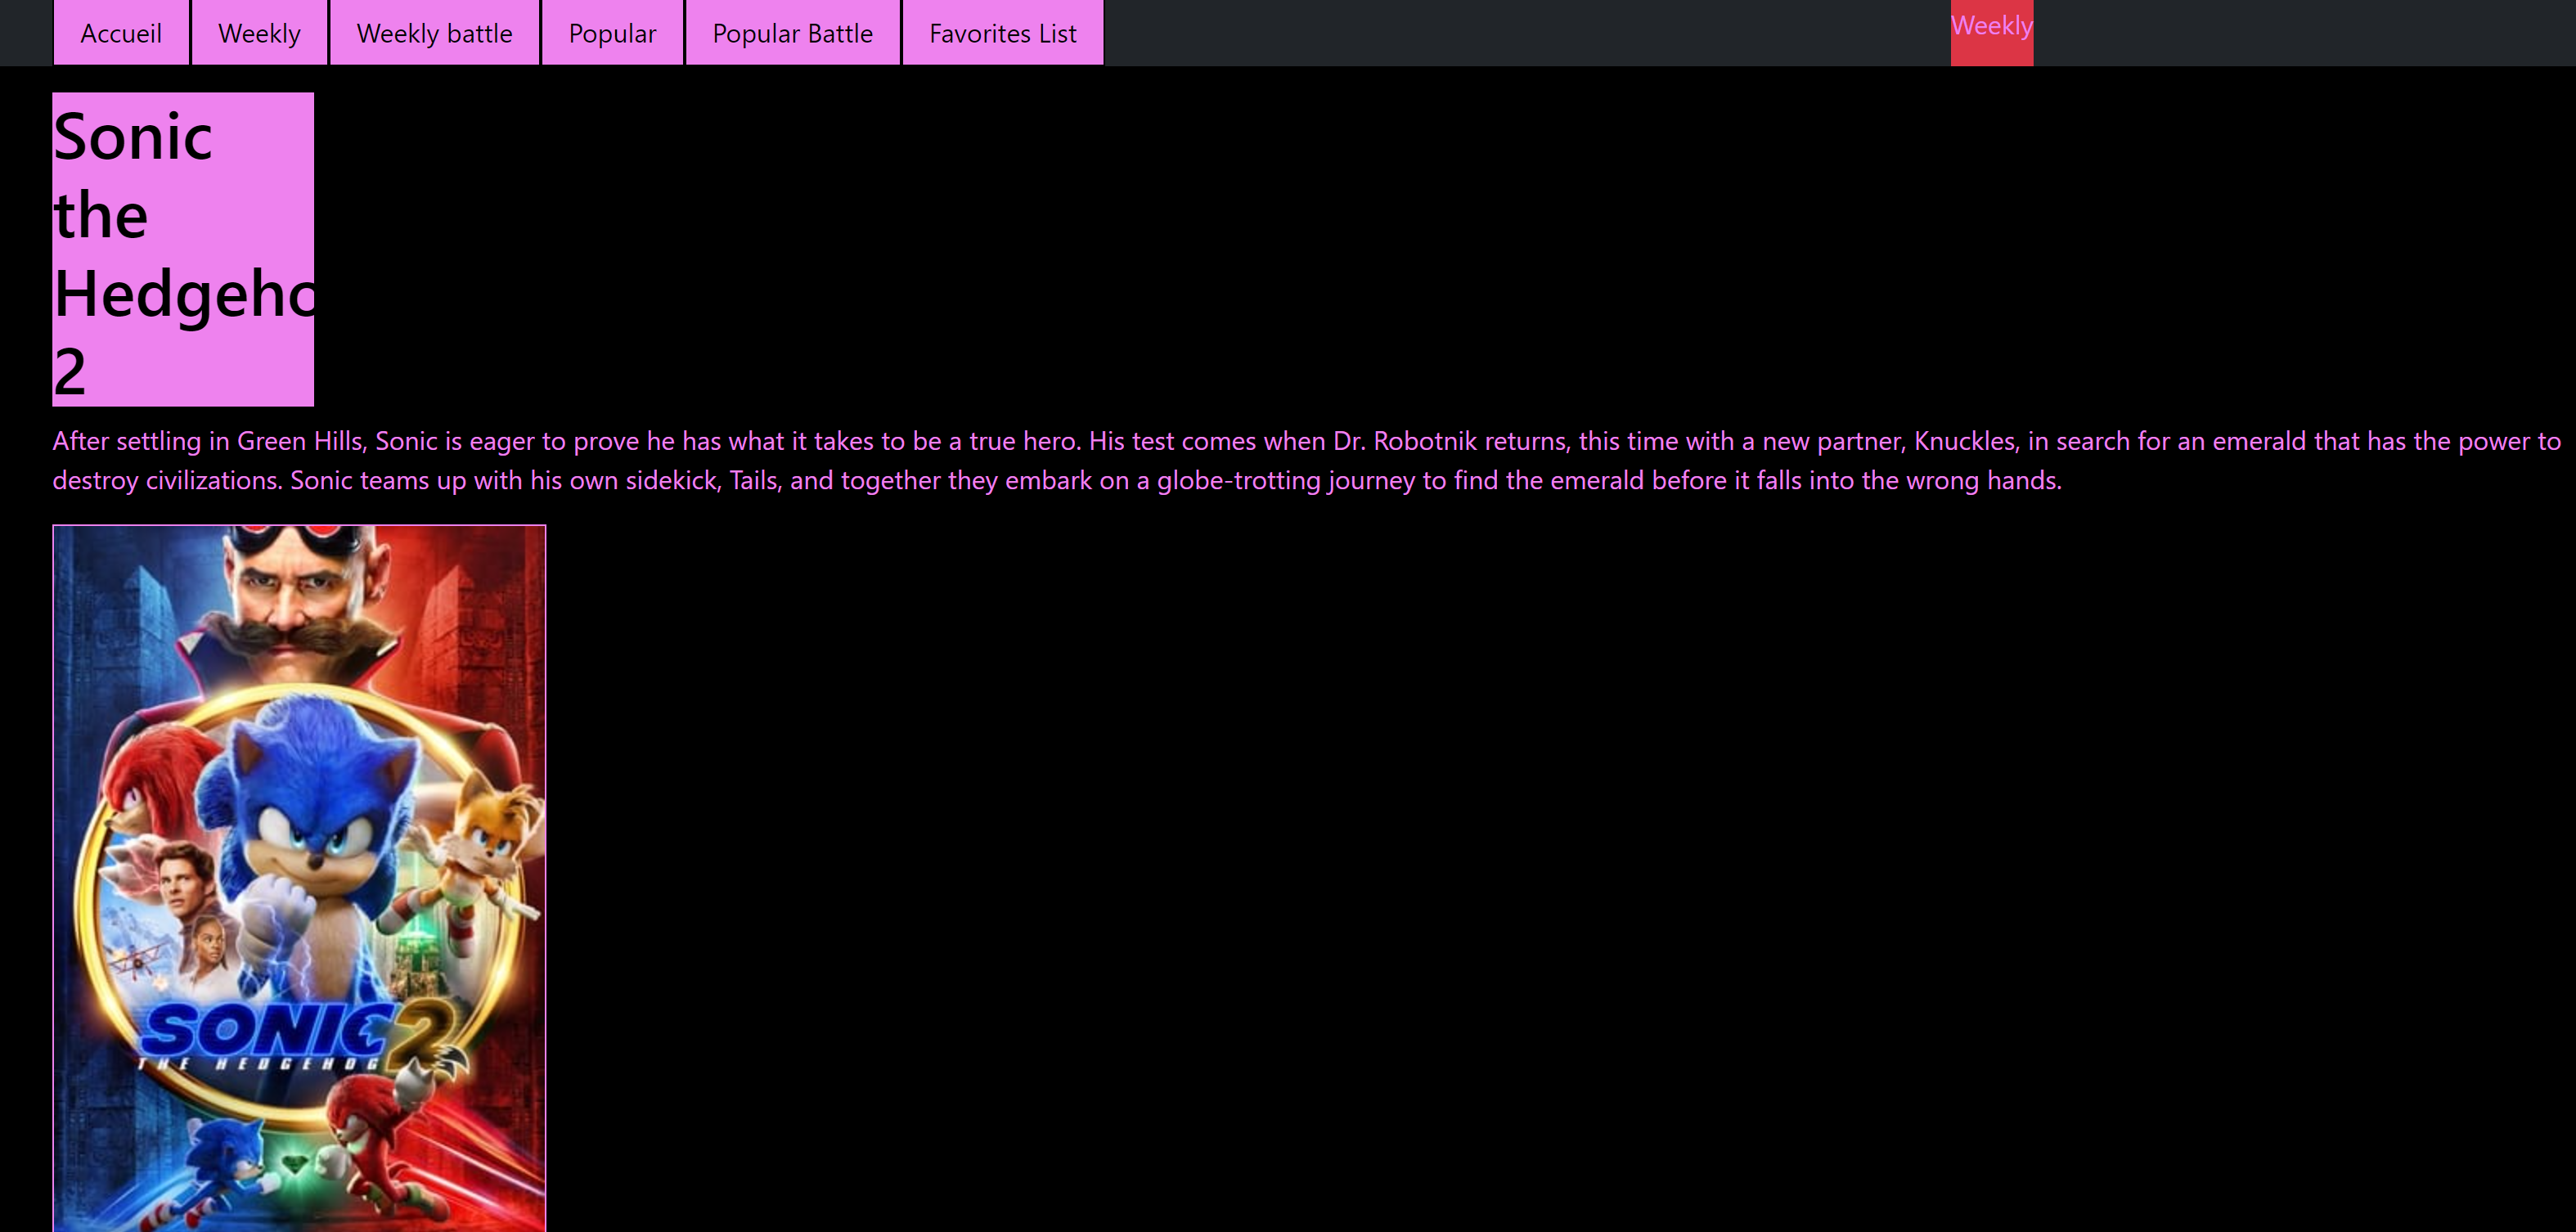 Accueil Weekly Weekly battle Popular Popular Battle Favorites List Weekly
Sonic
the
Hedgeho
2
After settling in Green Hills, Sonic is eager to prove he has what it takes to be a true hero. His test comes when Dr. Robotnik returns, this time with a new partner, Knuckles, in search for an emerald that has the power to
destroy civilizations. Sonic teams up with his own sidekick, Tails, and together they embark on a globe-trotting journey to find the emerald before it falls into the wrong hands.
SONIC 2
THE HEDGEHOG